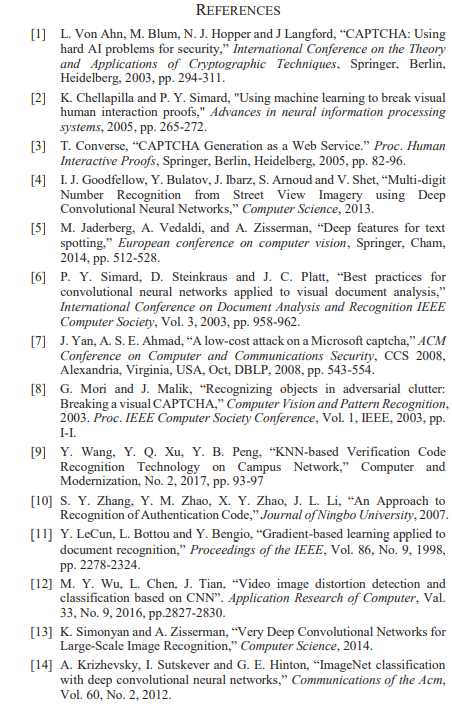 REFERENCES
[1] L. Von Ahn, M. Blum, N. J. Hopper and J Langford, “CAPTCHA: Using
hard AI problems for security,” International Conference on the Theory
and Applications of Cryptographic Techniques. Springer. Berlin,
Heidelberg, 2003, pp. 294-311.
[2] K. Chellapilla and P. Y. Simard, "Using machine learning to break visual
human interaction proofs," Advances in neural information processing
systems, 2005, pp. 265-272.
[3] T. Converse, “CAPTCHA Generation as a Web Service.” Proc. Human
Interactive Proofs, Springer, Berlin, Heidelberg, 2005, pp. 82-96.
[4] I. J. Goodfellow, Y. Bulatov, J. Ibarz, S. Arnoud and V. Shet, “Multi-digit
Number Recognition from Street View Imagery using Deep
Convolutional Neural Networks,” Computer Science, 2013.
[5] M. Jaderberg, A. Vedaldi, and A. Zisserman, “Deep features for text
spotting,” European conference on computer vision, Springer, Cham,
2014, pp. 512-528.
[6] P. Y. Simard, D. Steinkraus and J. C. Platt, “Best practices for
convolutional neural networks applied to visual document analysis,”
International Conference on Document Analysis and Recognition IEEE
Computer Society, Vol. 3, 2003, pp. 958-962.
[7] J. Yan, A. S. E. Ahmad, “A low-cost attack on a Microsoft captcha,” ACM
Conference on Computer and Communications Security, CCS 2008,
Alexandria, Virginia, USA, Oct, DBLP, 2008, pp. 543-554.
[8] G. Mori and J. Malik, “Recognizing objects in adversarial clutter:
Breaking a visual CAPTCHA,” Computer Vision and Pattern Recognition,
2003. Proc. IEEE Computer Society Conference, Vol. 1, IEEE, 2003, pp.
I-I.
[9] Y. Wang, Y. Q. Xu, Y. B. Peng, “KNN-based Verification Code
Recognition Technology on Campus Network,” Computer and
Modernization, No. 2, 2017, pp. 93-97
[10] S. Y. Zhang, Y. M. Zhao, X. Y. Zhao, J. L. Li, “An Approach to
Recognition of Authentication Code,” Journal of Ningbo University, 2007.
[11] Y. LeCun, L. Bottou and Y. Bengio, “Gradient-based learning applied to
document recognition,” Proceedings of the IEEE, Vol. 86, No. 9, 1998,
pp. 2278-2324.
[12] M. Y. Wu, L. Chen, J. Tian, “Video image distortion detection and
classification based on CNN”. Application Research of Computer, Val.
33, No. 9, 2016, pp.2827-2830.
[13] K. Simonyan and A. Zisserman, “Very Deep Convolutional Networks for
Large-Scale Image Recognition,” Computer Science, 2014.
[14] A. Krizhevsky, I. Sutskever and G. E. Hinton, “ImageNet classification
with deep convolutional neural networks,” Communications of the Acm,
Vol. 60, No. 2, 2012.